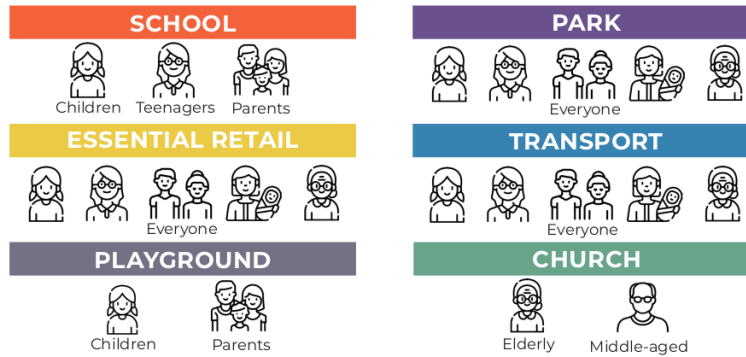 SCHOOL
Children Teenagers Parents
PARK
Everyone
ESSENTIAL RETAIL
Everyone
TRANSPORT
Everyone
PLAYGROUND
Children Parents
CHURCH
Elderly Middle-aged